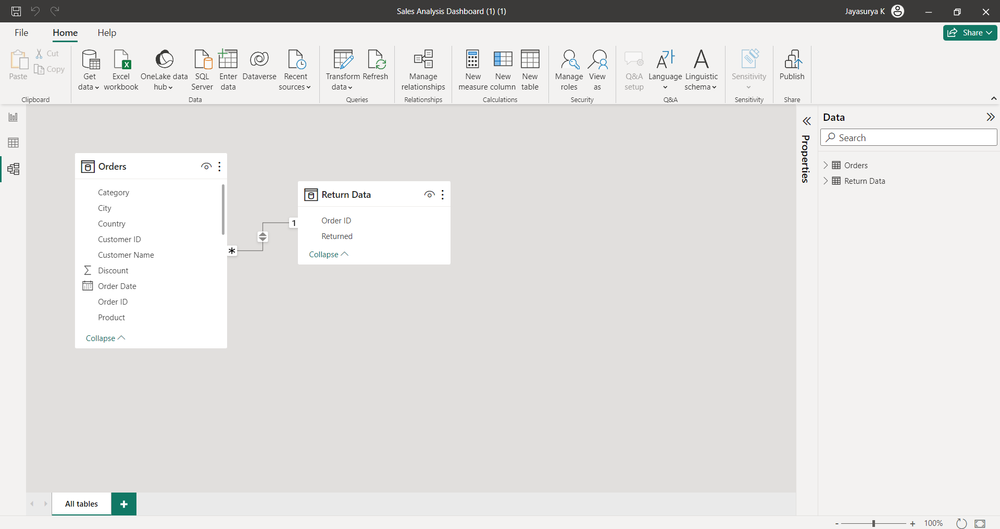 Sales Analysis Dashboard (1) (1)
Jayasurya K
File Home Help
Share
Paste Cut Copy
Get data
Excel workbook
OneLake data hub
SQL Server
Enter data
Dataverse
Recent sources
Transform data
Refresh
Manage relationships
New measure
New column
New table
Manage roles
View as
Q&A setup
Language
Linguistic schema
Sensitivity
Publish
Clipboard Data Queries Relationships Calculations Security Q&A Sensitivity Share
Orders
Category
City
Country
Customer ID
Customer Name
Discount
Order Date
Order ID
Product
Collapse
*
1
Return Data
Order ID
Returned
Collapse
Properties
Data
Search
Orders
Return Data
All tables
+
- + 100%